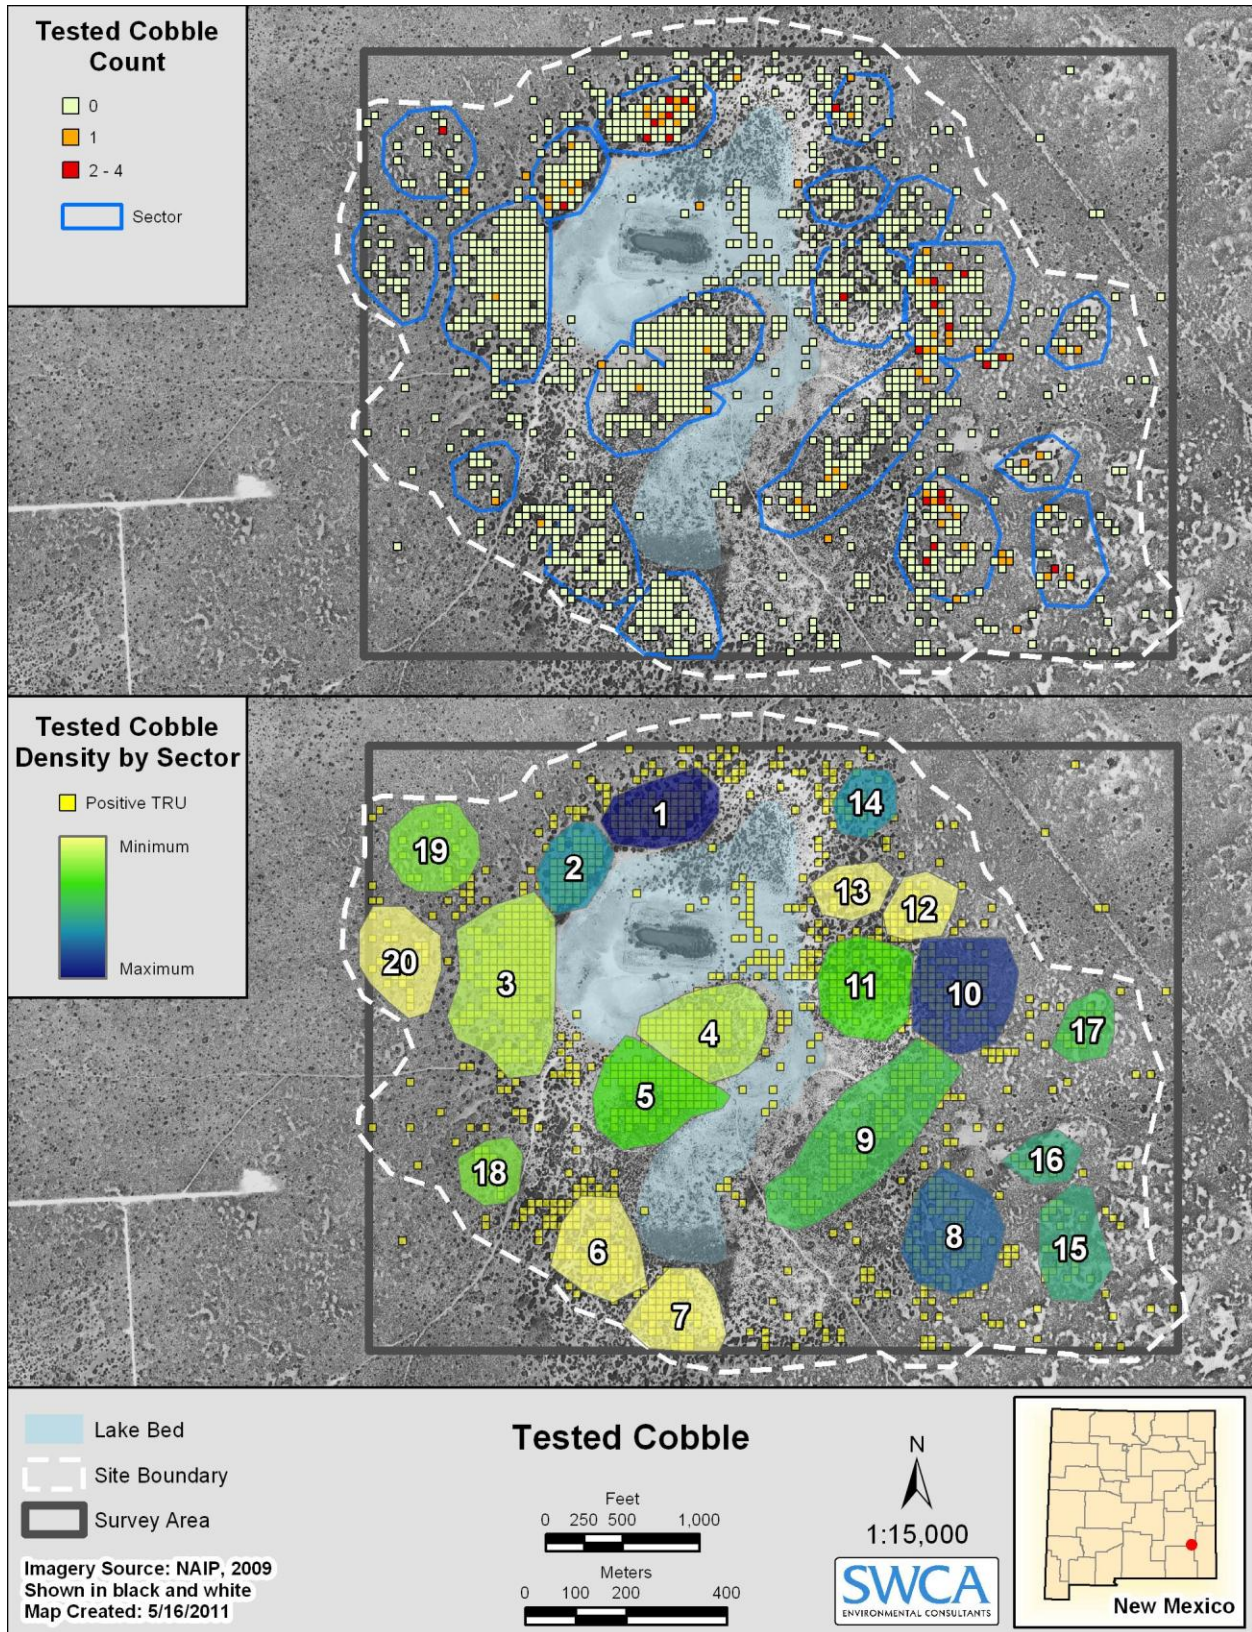 Tested Cobble
Count
0
1
2 - 4
Sector
Tested Cobble
Density by Sector
Positive TRU
Minimum
Maximum
1
14
2
19
13
12
20
3
11
10
4
17
5
9
16
18
8
15
6
7
Lake Bed
Site Boundary
Survey Area
Imagery Source: NAIP, 2009
Shown in black and white
Map Created: 5/16/2011
Tested Cobble
Feet
0 250 500 1,000
Meters
0 100 200 400
N
1:15,000
SWCA
ENVIRONMENTAL CONSULTANTS
New Mexico